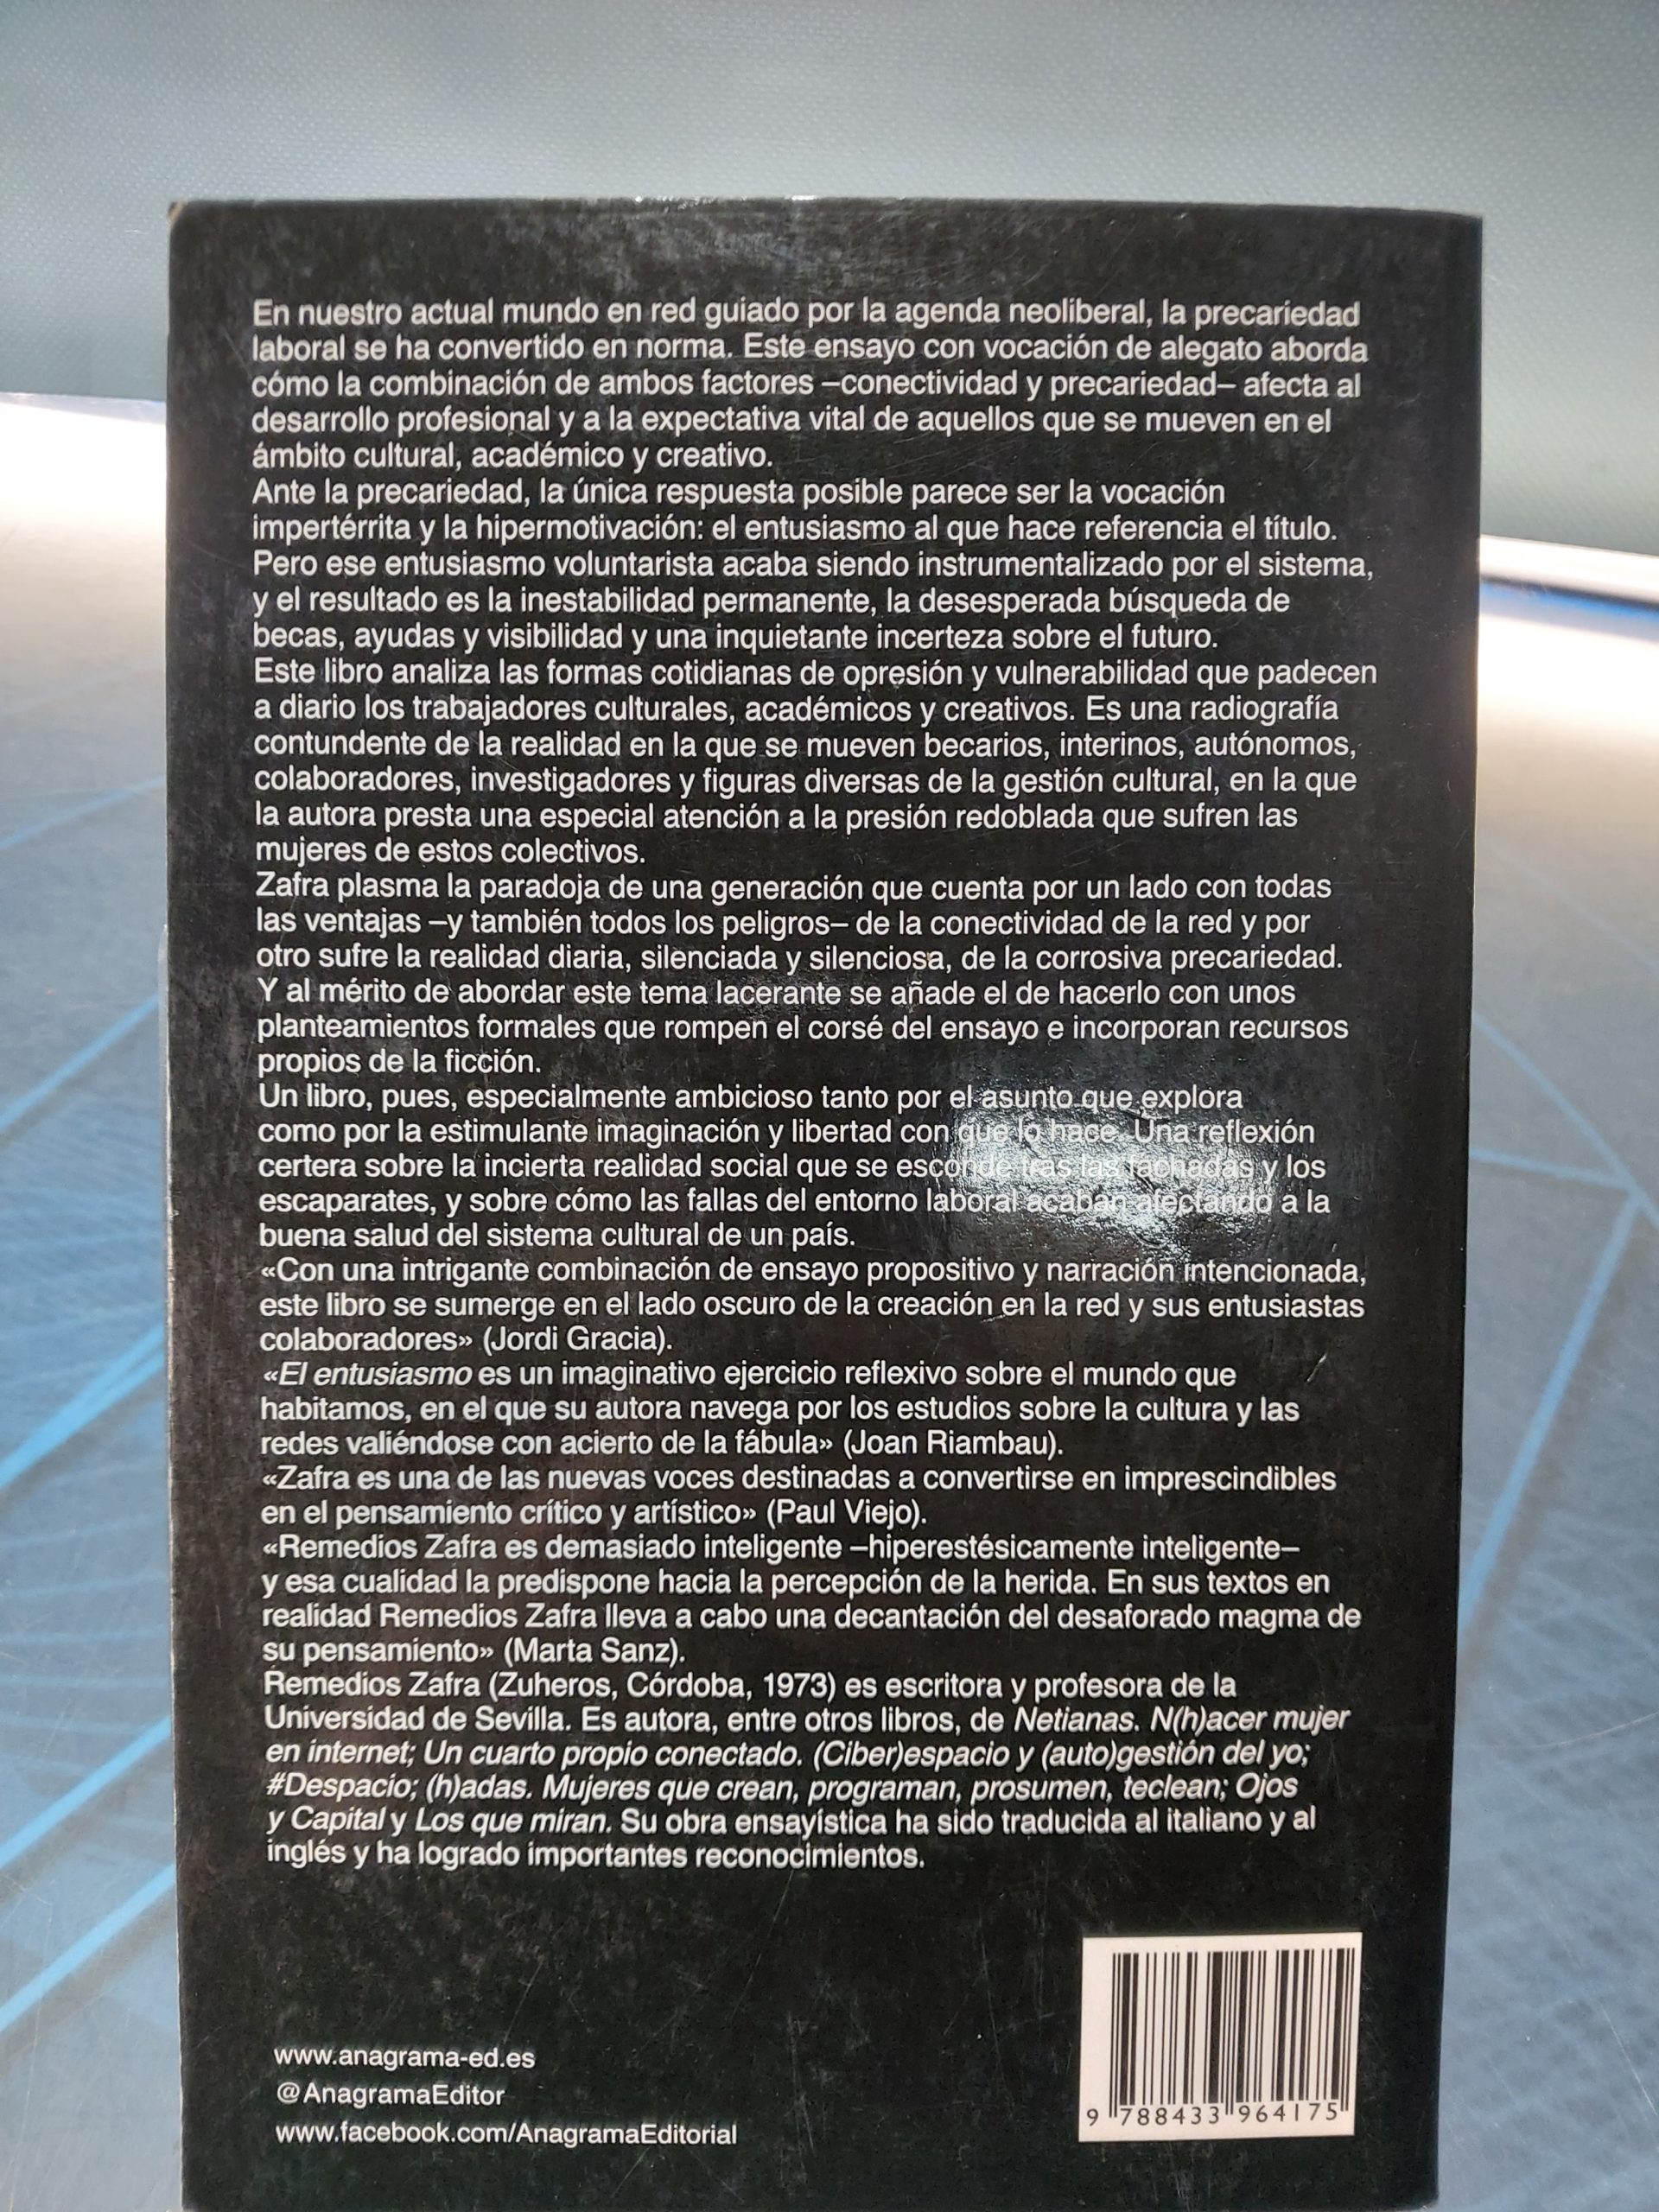 En nuestro actual mundo en red guiado por la agenda neoliberal, la precariedad
laboral se ha convertido en norma. Este ensayo con vocación de alegato aborda
cómo la combinación de ambos factores –conectividad y precariedad– afecta al
desarrollo profesional y a la expectativa vital de aquellos que se mueven en el
ámbito cultural, académico y creativo.
Ante la precariedad, la única respuesta posible parece ser la vocación
impertérrita y la hipermotivación: el entusiasmo al que hace referencia el título.
Pero ese entusiasmo voluntarista acaba siendo instrumentalizado por el sistema,
y el resultado es la inestabilidad permanente, la desesperada búsqueda de
becas, ayudas y visibilidad y una inquietante incerteza sobre el futuro.
Este libro analiza las formas cotidianas de opresión y vulnerabilidad que padecen
a diario los trabajadores culturales, académicos y creativos. Es una radiografía
contundente de la realidad en la que se mueven becarios, interinos, autónomos,
colaboradores, investigadores y figuras diversas de la gestión cultural, en la que
la autora presta una especial atención a la presión redoblada que sufren las
mujeres de estos colectivos.
Zafra plasma la paradoja de una generación que cuenta por un lado con todas
las ventajas –y también todos los peligros– de la conectividad de la red y por
otro sufre la realidad diaria, silenciada y silenciosa, de la corrosiva precariedad.
Y al mérito de abordar este tema lacerante se añade el de hacerlo con unos
planteamientos formales que rompen el corsé del ensayo e incorporan recursos
propios de la ficción.
Un libro, pues, especialmente ambicioso tanto por el asunto que explora
como por la estimulante imaginación y libertad con que lo hace. Una reflexión
certera sobre la incierta realidad social que se esconde tras las fachadas y los
escaparates, y sobre cómo las fallas del entorno laboral acaban afectando a la
buena salud del sistema cultural de un país.
«Con una intrigante combinación de ensayo propositivo y narración intencionada,
este libro se sumerge en el lado oscuro de la creación en la red y sus entusiastas
colaboradores» (Jordi Gracia).
«El entusiasmo es un imaginativo ejercicio reflexivo sobre el mundo que
habitamos, en el que su autora navega por los estudios sobre la cultura y las
redes valiéndose con acierto de la fábula» (Joan Riambau).
«Zafra es una de las nuevas voces destinadas a convertirse en imprescindibles
en el pensamiento crítico y artístico» (Paul Viejo).
«Remedios Zafra es demasiado inteligente –hiperestésicamente inteligente–
y esa cualidad la predispone hacia la percepción de la herida. En sus textos en
realidad Remedios Zafra lleva a cabo una decantación del desaforado magma de
su pensamiento» (Marta Sanz).
Remedios Zafra (Zuheros, Córdoba, 1973) es escritora y profesora de la
Universidad de Sevilla. Es autora, entre otros libros, de Netianas. N(h)acer mujer
en internet; Un cuarto propio conectado. (Ciber)espacio y (auto)gestión del yo;
#Despacio; (h)adas. Mujeres que crean, programan, prosumen, teclean; Ojos
y Capital y Los que miran. Su obra ensayística ha sido traducida al italiano y al
inglés y ha logrado importantes reconocimientos.
www.anagrama-ed.es
@AnagramaEditor
www.facebook.com/AnagramaEditorial
9 788433 964175